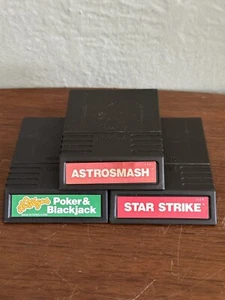 ASTROSMASH
Las Vegas
Poker &
Blackjack
STAR STRIKE